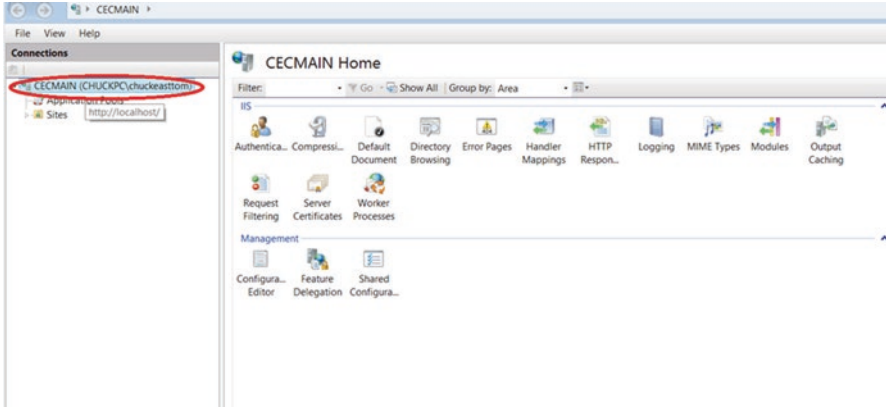 CECMAIN
File View Help
Connections
CECMAIN (CHUCKPC\chuckeasttom)
Application Pools
Sites
http://localhost/
CECMAIN Home
Filter: Go Show All Group by: Area
IIS
Authentica... Compressi... Default Document Directory Browsing Error Pages Handler Mappings HTTP Respon... Logging MIME Types Modules Output Caching
Request Filtering Server Certificates Worker Processes
Management
Configura... Editor Feature Delegation Shared Configura...